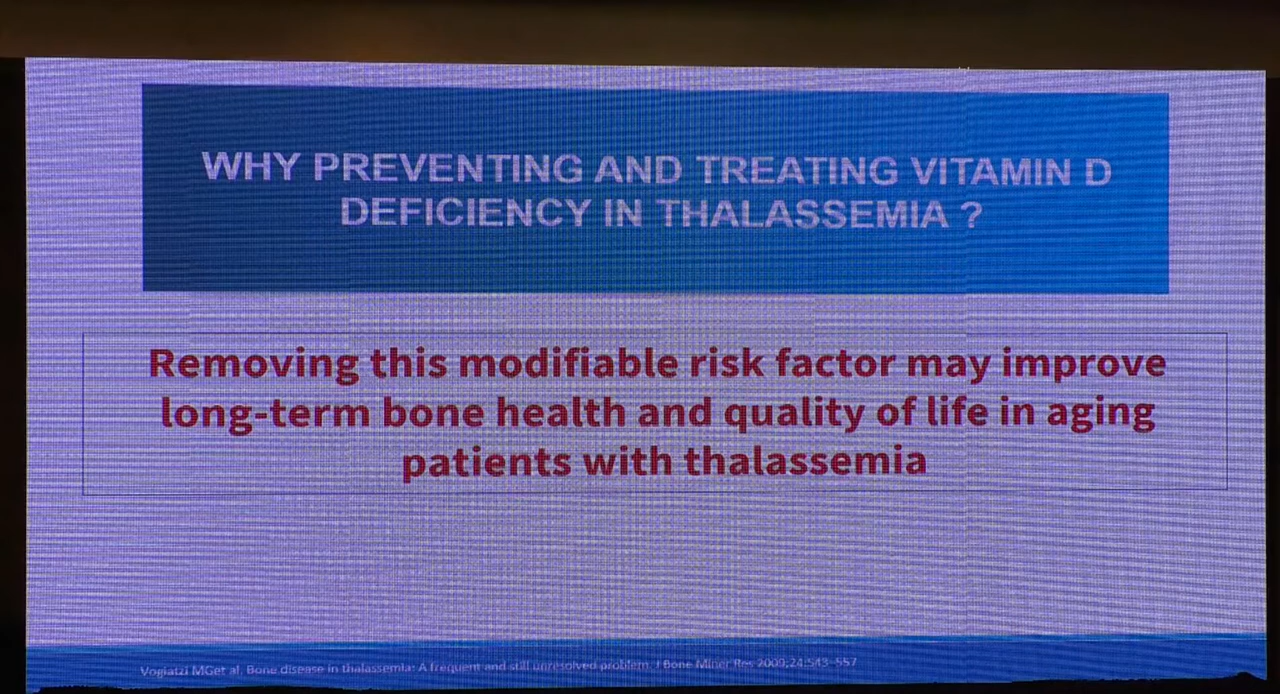 WHY PREVENTING AND TREATING VITAMIN D
DEFICIENCY IN THALASSEMIA ?
Removing this modifiable risk factor may improve
long-term bone health and quality of life in aging
patients with thalassemia
Vogiatzi MGet al. Bone disease in thalassemia: A frequent and still unresolved problem. J Bone Miner Res 2009;24:543-557